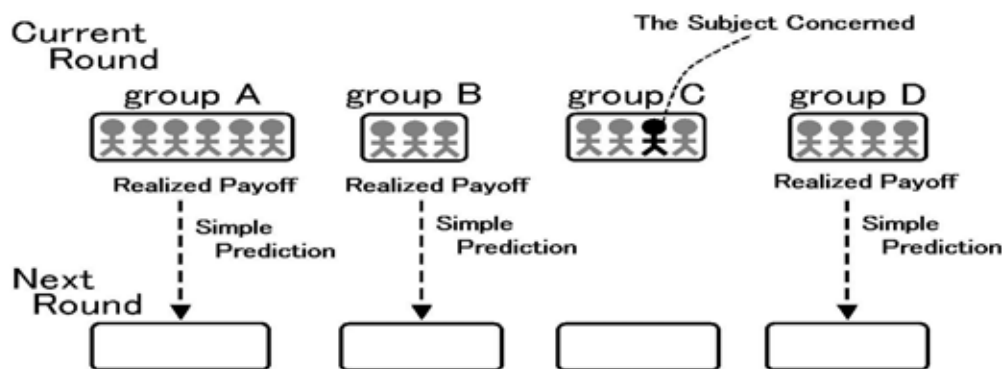 The Subject Concerned
Current
Round
group A
group B
group C
group D
Realized Payoff
Realized Payoff
Realized Payoff
Simple
Prediction
Simple
Prediction
Simple
Prediction
Next
Round